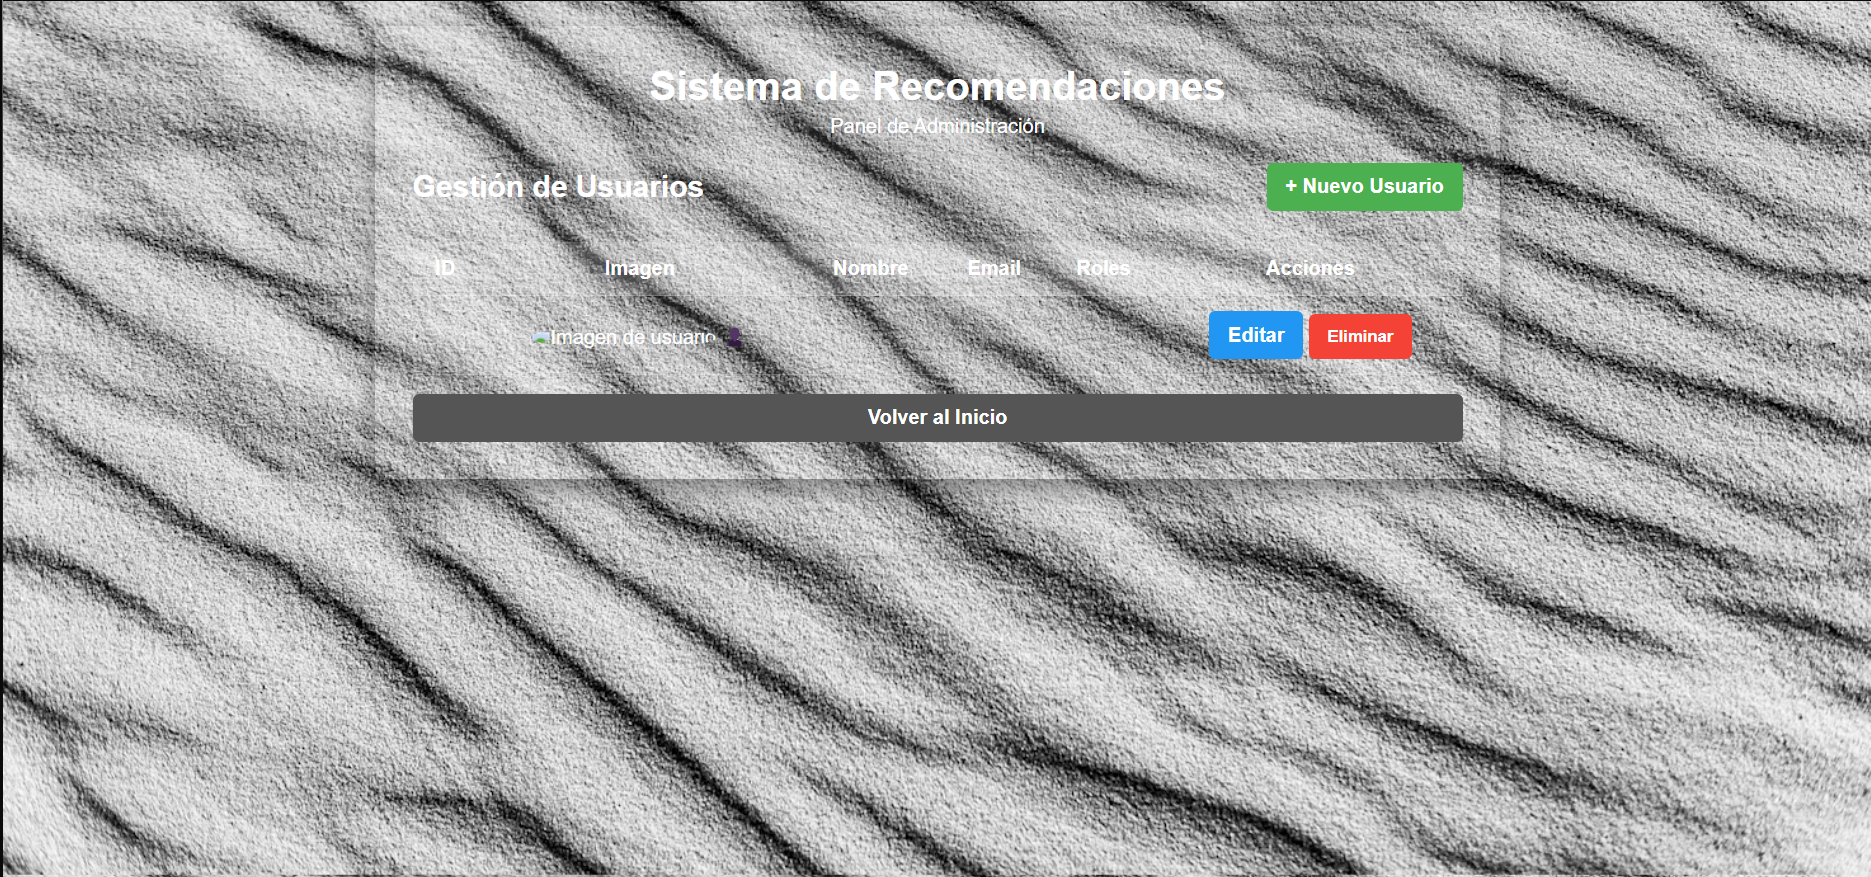 Sistema de Recomendaciones
Panel de Administración
Gestión de Usuarios
+ Nuevo Usuario
ID Imagen Nombre Email Roles Acciones
Imagen de usuario Editar Eliminar
Volver al Inicio